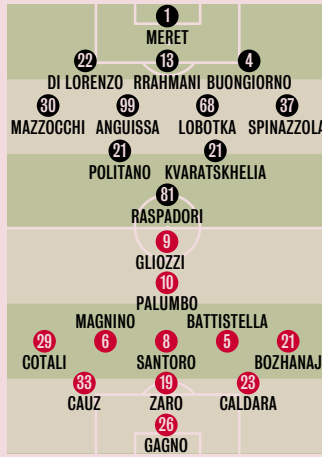 1
MERET
22 13 4
DI LORENZO RRAHMANI BUONGIORNO
30 99 68 37
MAZZOCCHI ANGUISSA LOBOTKA SPINAZZOLA
21 21
POLITANO KVARATSKHELIA
81
RASPADORI
9
GLIOZZI
10
PALUMBO
MAGNINO BATTISTELLA
29 6 8 5 21
COTALI SANTORO BOZHANAJ
33 19 23
CAUZ ZARO CALDARA
26
GAGNO